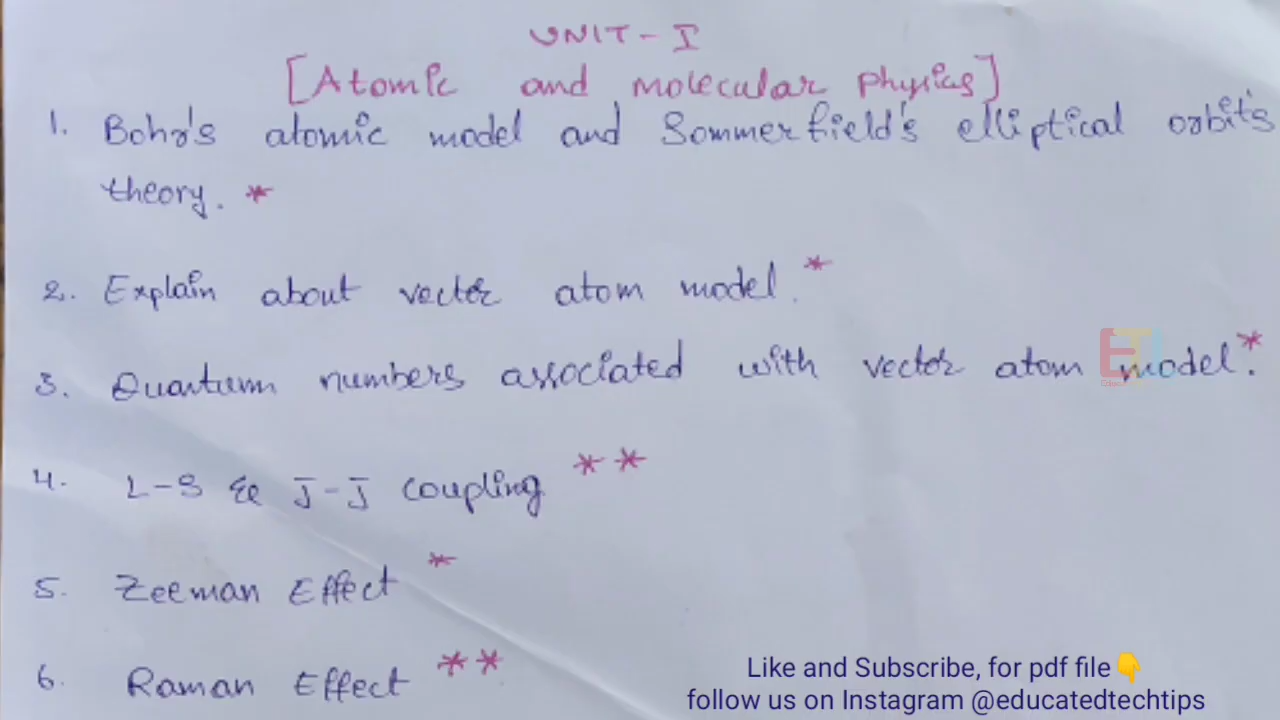 UNIT - I
[Atomic and molecular physics]
1. Bohr's atomic model and Sommerfield's elliptical orbit's
theory. *
2. Explain about vector atom model. *
3. Quantum numbers associated with vector atom model. *
4. L-S & J-J coupling **
5. Zeeman Effect *
6. Raman Effect **
Like and Subscribe, for pdf file👇
follow us on Instagram @educatedtechtips